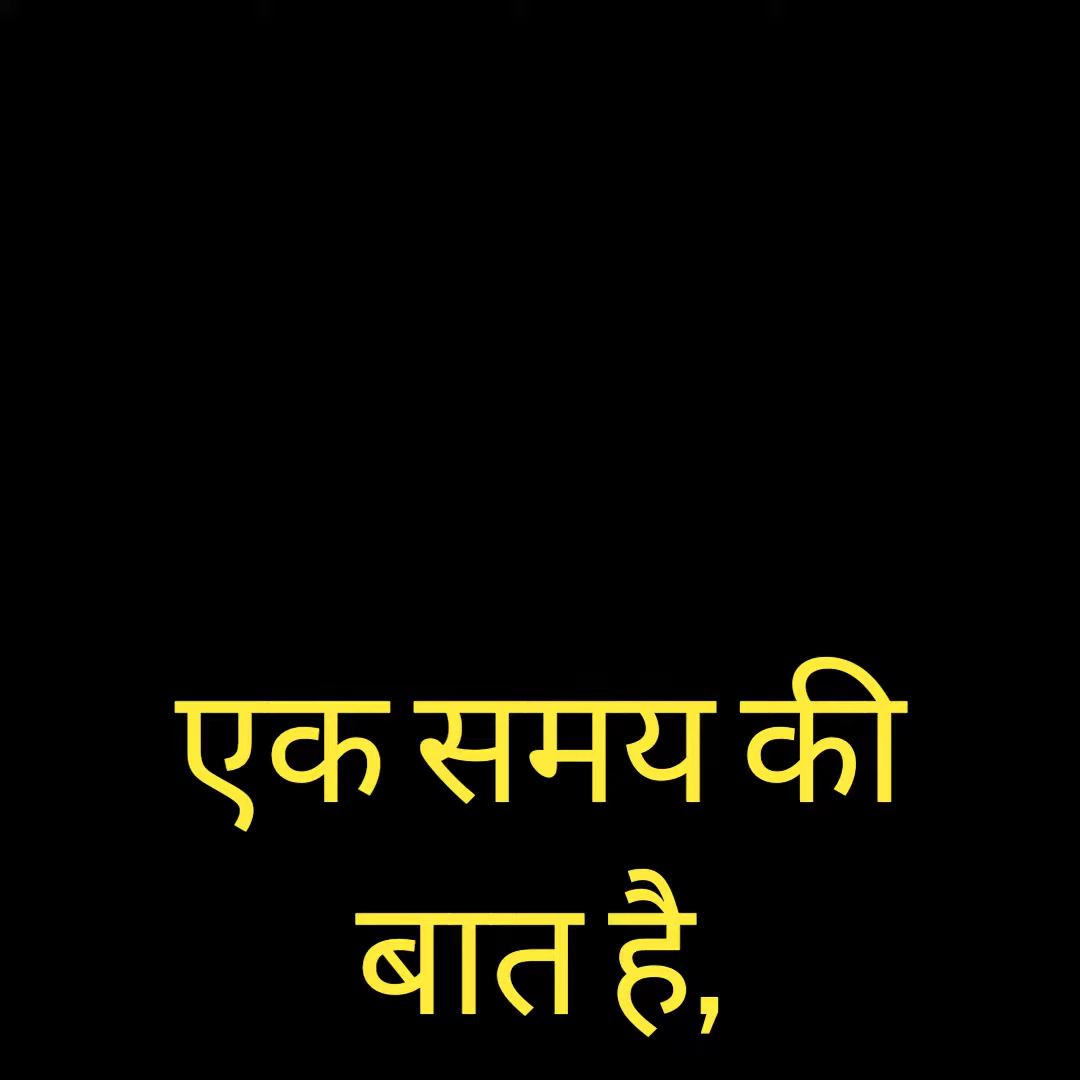 एक समय की
बात है,